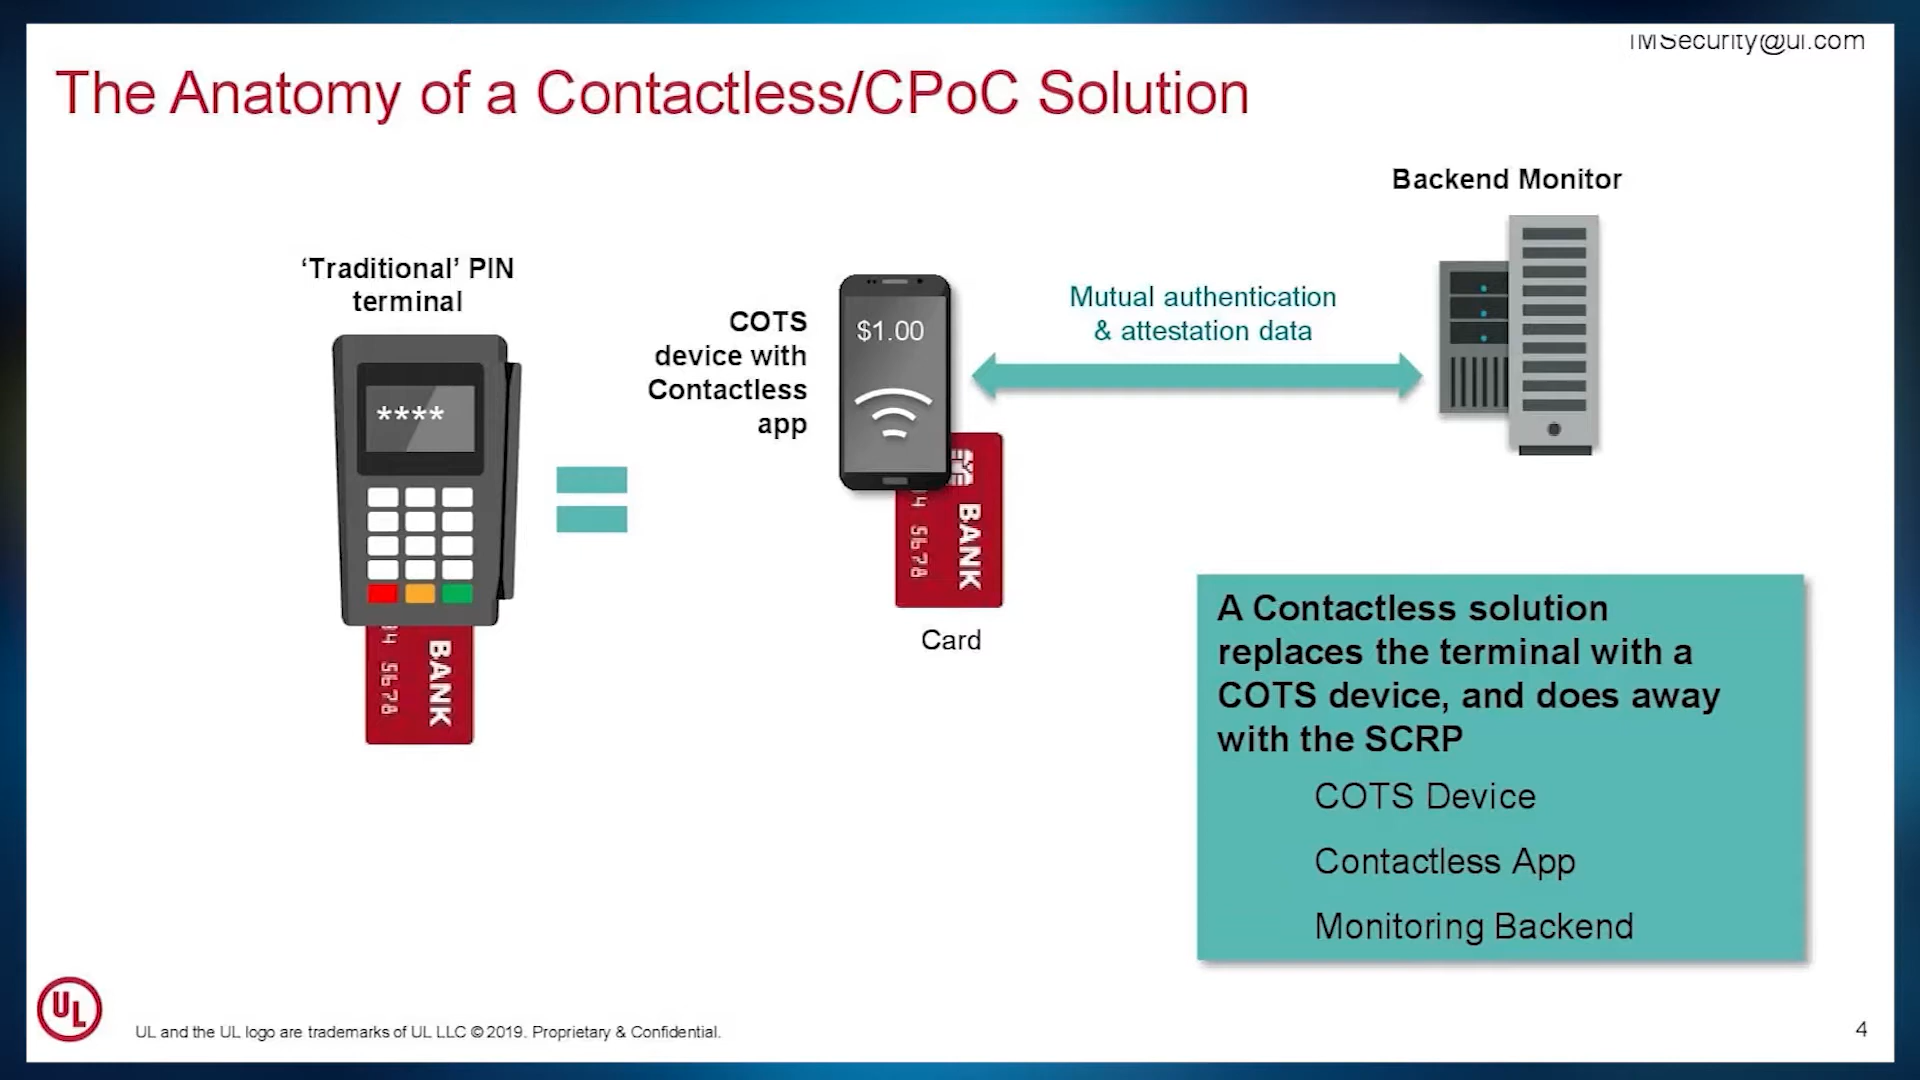 IMSecurity@ul.com
The Anatomy of a Contactless/CPoC Solution
Backend Monitor
‘Traditional’ PIN
terminal
****
COTS
device with
Contactless
app
$1.00
Mutual authentication
& attestation data
BANK
34 5678
Card
BANK
34 5678
A Contactless solution
replaces the terminal with a
COTS device, and does away
with the SCRP
COTS Device
Contactless App
Monitoring Backend
UL
UL and the UL logo are trademarks of UL LLC © 2019. Proprietary & Confidential.
4